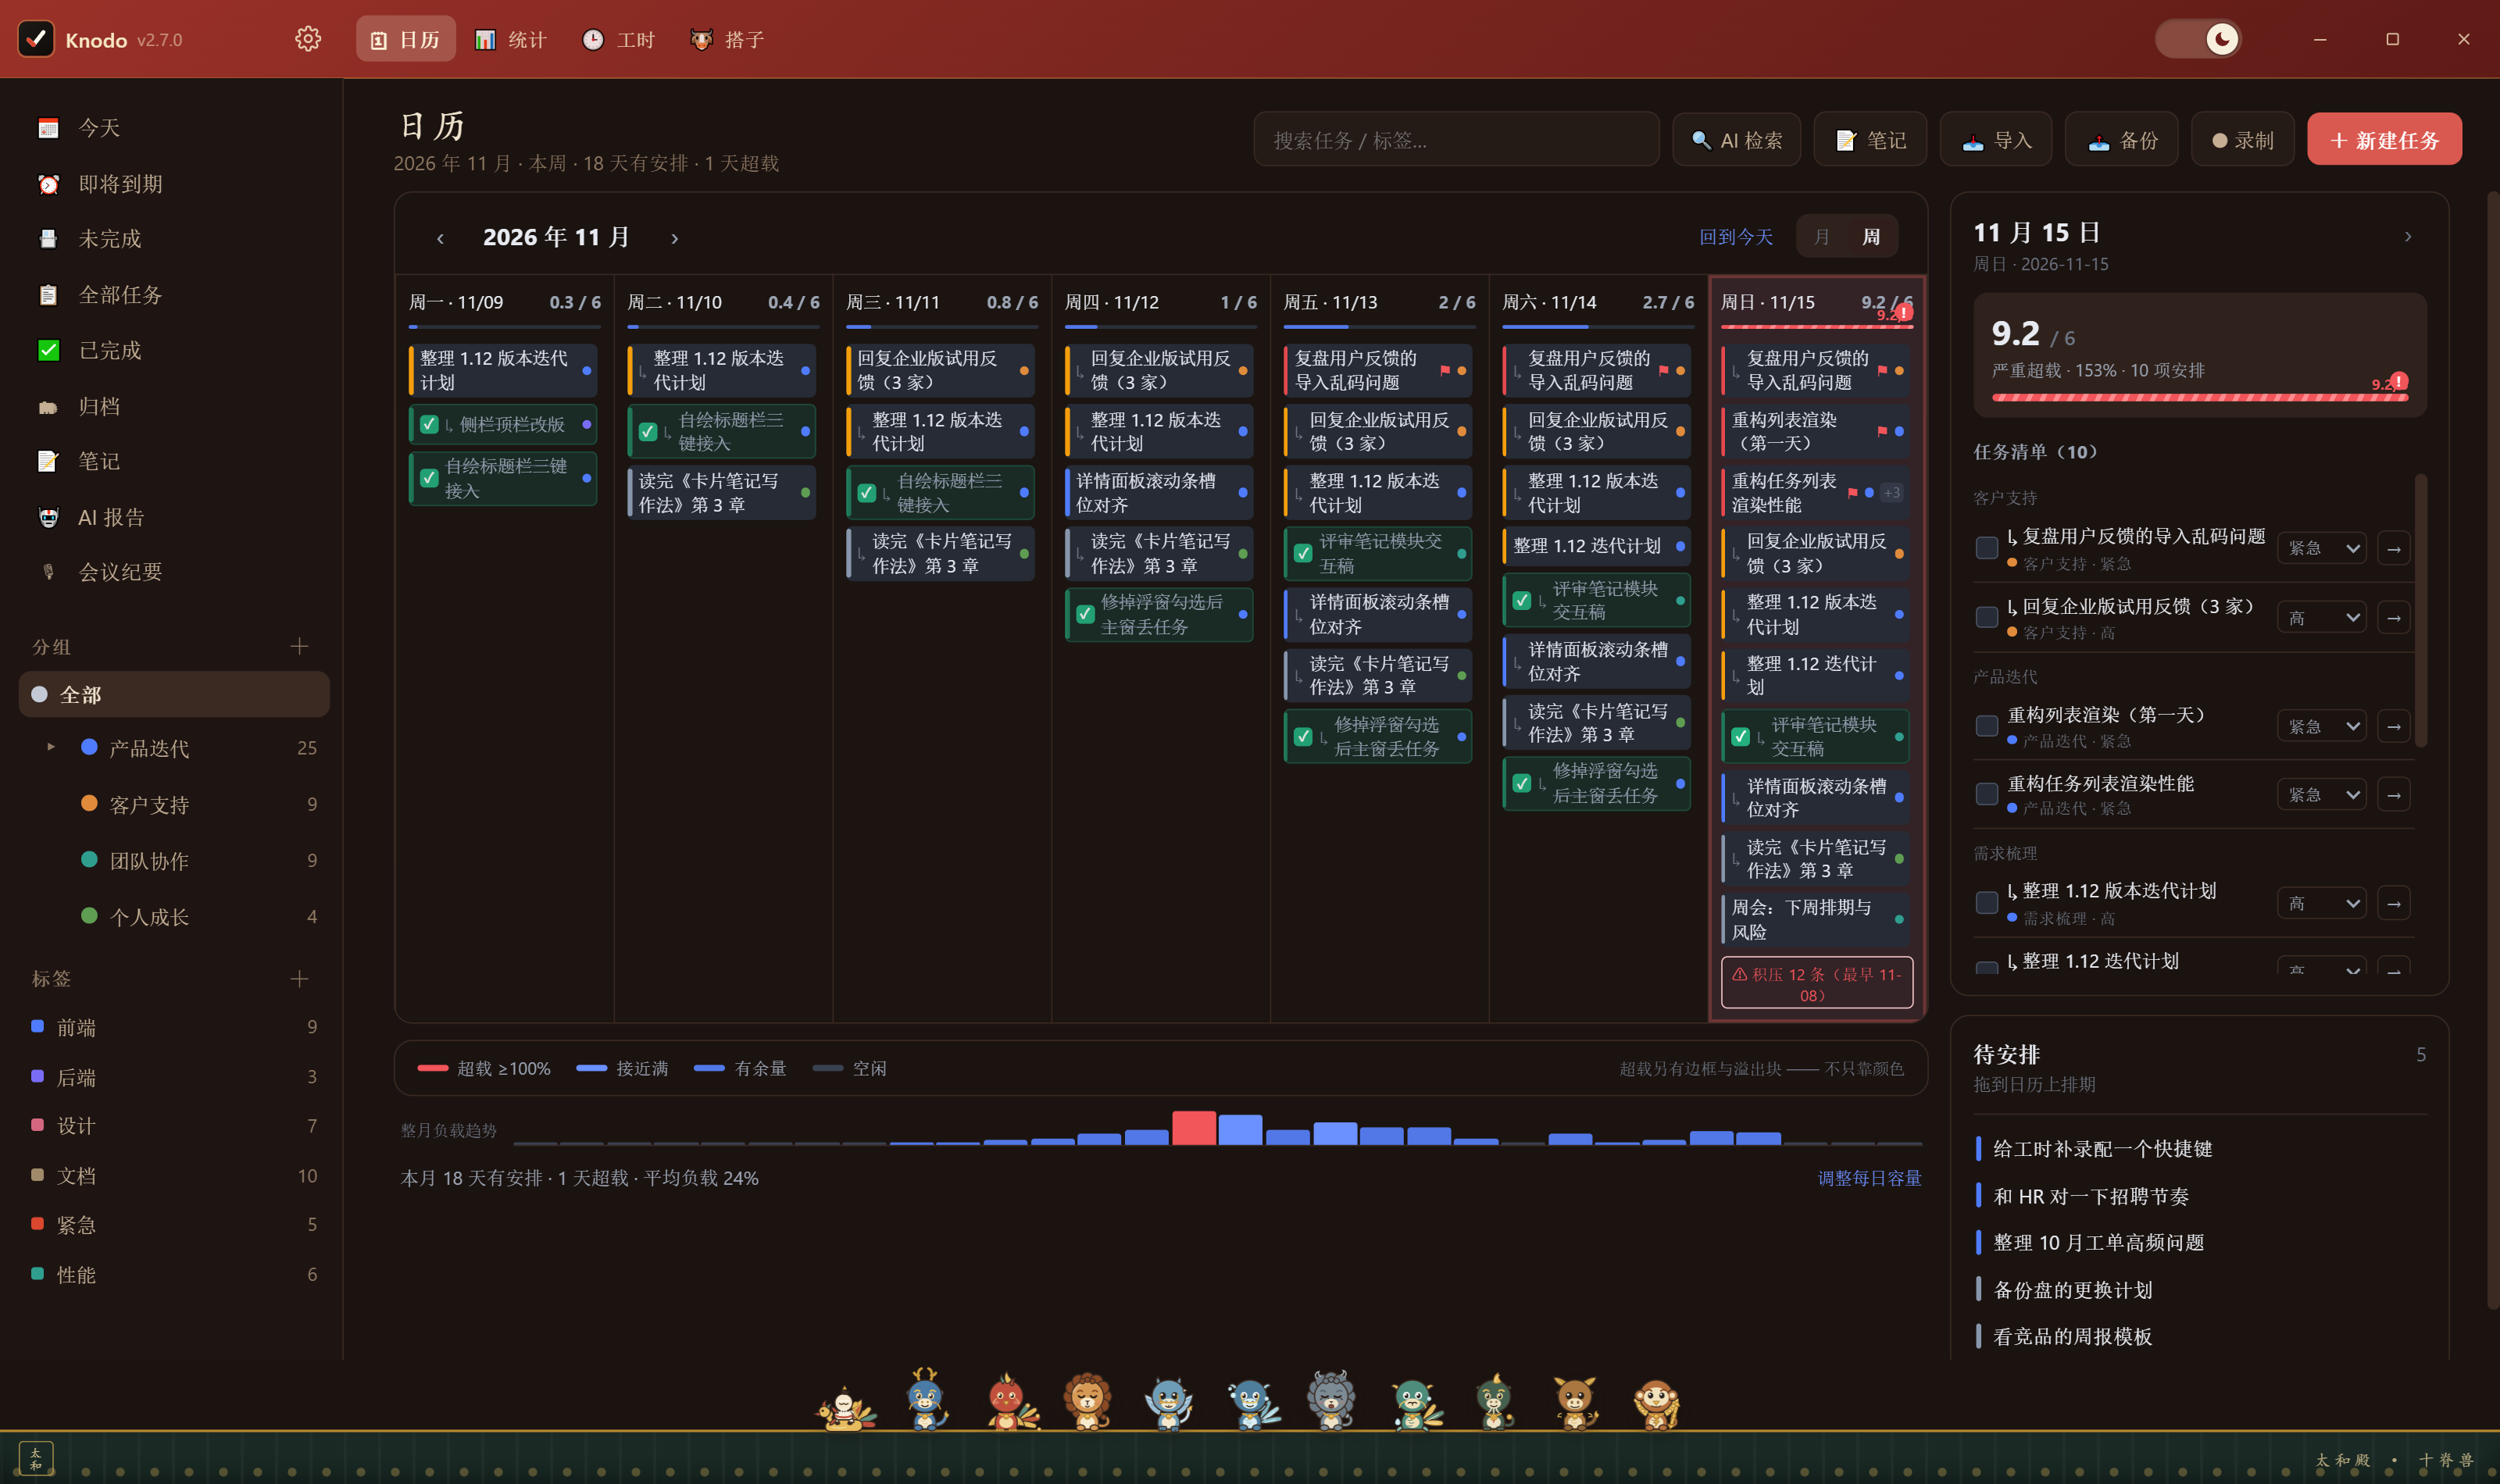 Knodo v2.7.0
日历
统计
工时
搭子
今天
即将到期
未完成
全部任务
已完成
归档
笔记
AI 报告
会议纪要
分组
全部
产品迭代 25
客户支持 9
团队协作 9
个人成长 4
标签
前端 9
后端 3
设计 7
文档 10
紧急 5
性能 6
日历
2026 年 11 月 · 本周 · 18 天有安排 · 1 天超载
搜索任务 / 标签...
AI 检索
笔记
导入
备份
录制
新建任务
2026 年 11 月
回到今天
月
周
周一 · 11/09 0.3 / 6
整理 1.12 版本迭代
计划
侧栏顶栏改版
自绘标题栏三键
接入
周二 · 11/10 0.4 / 6
整理 1.12 版本迭
代计划
自绘标题栏三
键接入
读完《卡片笔记写
作法》第 3 章
周三 · 11/11 0.8 / 6
回复企业版试用反
馈（3 家）
整理 1.12 版本迭
代计划
自绘标题栏三
键接入
读完《卡片笔记写
作法》第 3 章
周四 · 11/12 1 / 6
回复企业版试用反
馈（3 家）
整理 1.12 版本迭
代计划
详情面板滚动条槽
位对齐
读完《卡片笔记写
作法》第 3 章
修掉浮窗勾选后
主窗丢任务
周五 · 11/13 2 / 6
复盘用户反馈的
导入乱码问题
回复企业版试用反
馈（3 家）
整理 1.12 版本迭
代计划
评审笔记模块交
互稿
详情面板滚动条槽
位对齐
读完《卡片笔记写
作法》第 3 章
修掉浮窗勾选
后主窗丢任务
周六 · 11/14 2.7 / 6
复盘用户反馈的
导入乱码问题
回复企业版试用反
馈（3 家）
整理 1.12 版本迭
代计划
整理 1.12 迭代计划
评审笔记模块
交互稿
详情面板滚动条槽
位对齐
读完《卡片笔记写
作法》第 3 章
修掉浮窗勾选
后主窗丢任务
周日 · 11/15 9.2 / 6
复盘用户反馈的
导入乱码问题
重构列表渲染
（第一天）
重构任务列表
渲染性能
+3
回复企业版试用反
馈（3 家）
整理 1.12 版本迭
代计划
整理 1.12 迭代计
划
评审笔记模块
交互稿
详情面板滚动条槽
位对齐
读完《卡片笔记写
作法》第 3 章
周会：下周排期与
风险
积压 12 条（最早 11-
08）
超载 ≥100%
接近满
有余量
空闲
超载另有边框与溢出块 —— 不只靠颜色
整月负载趋势
本月 18 天有安排 · 1 天超载 · 平均负载 24%
调整每日容量
11 月 15 日
周日 · 2026-11-15
9.2 / 6
严重超载 · 153% · 10 项安排
任务清单（10）
客户支持
复盘用户反馈的导入乱码问题
客户支持 · 紧急
紧急
回复企业版试用反馈（3 家）
客户支持 · 高
高
产品迭代
重构列表渲染（第一天）
产品迭代 · 紧急
紧急
重构任务列表渲染性能
产品迭代 · 紧急
紧急
需求梳理
整理 1.12 版本迭代计划
需求梳理 · 高
高
整理 1.12 迭代计划
高
待安排 5
拖到日历上排期
给工时补录配一个快捷键
和 HR 对一下招聘节奏
整理 10 月工单高频问题
备份盘的更换计划
看竞品的周报模板
太和
太和殿 • 十脊兽